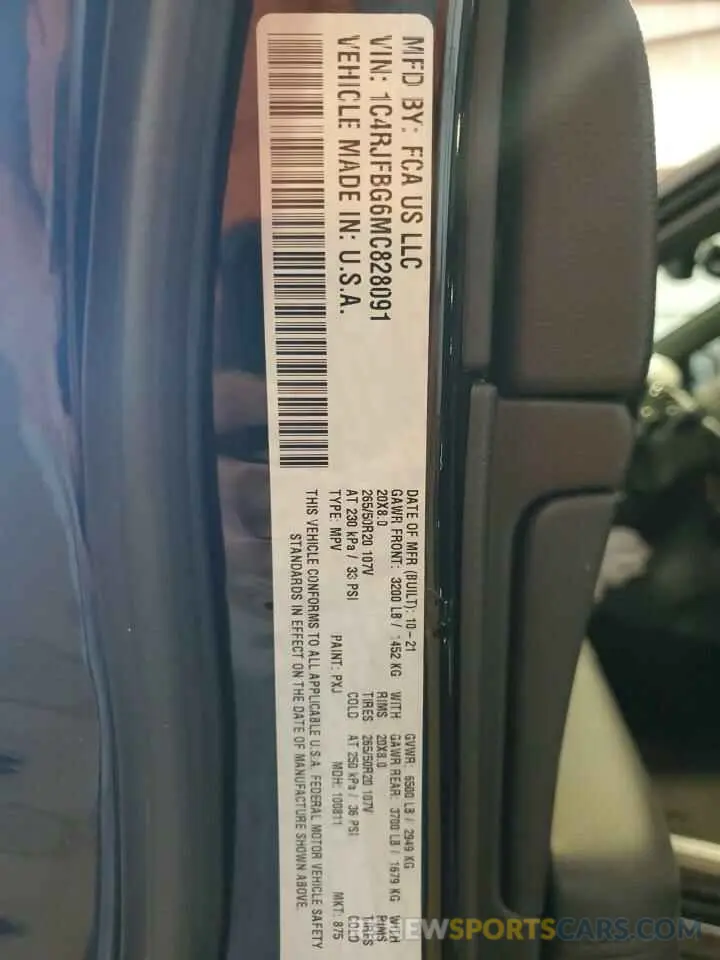 MFD BY: FCA US LLC
VIN: 1C4RJFBG6MC828091
VEHICLE MADE IN: U.S.A.
DATE OF MFR (BUILT): 10-21 GVWR: 6500 LB / 2949 KG
GAWR FRONT: 3200 LB / 1452 KG WITH GAWR REAR: 3700 LB / 1679 KG WITH
20X8.0 RIMS 20X8.0 RIMS
265/50R20 107V TIRES 265/50R20 107V TIRES
AT 230 kPa / 33 PSI COLD AT 250 kPa / 36 PSI COLD
TYPE: MPV PAINT: PXJ MDH: 100811 MKT: 875
THIS VEHICLE CONFORMS TO ALL APPLICABLE U.S.A. FEDERAL MOTOR VEHICLE SAFETY
STANDARDS IN EFFECT ON THE DATE OF MANUFACTURE SHOWN ABOVE.
NEWSPORTSCARS.COM